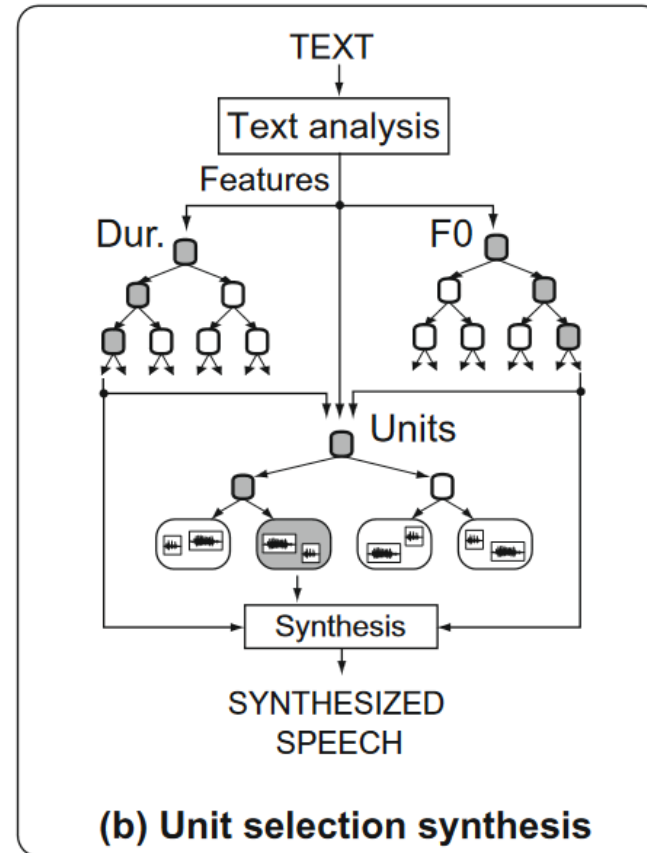 TEXT
Text analysis
Features
Dur.
F0
Units
Synthesis
SYNTHESIZED
SPEECH
(b) Unit selection synthesis